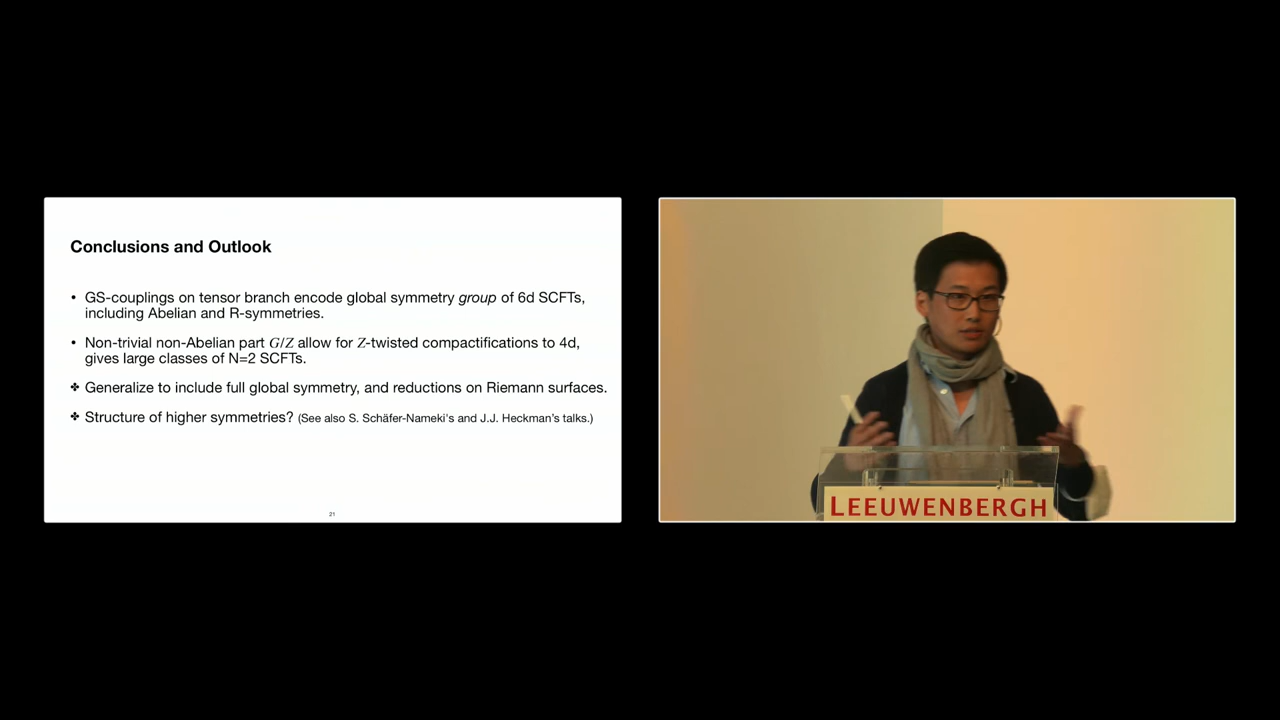 Conclusions and Outlook
• GS-couplings on tensor branch encode global symmetry group of 6d SCFTs,
including Abelian and R-symmetries.
• Non-trivial non-Abelian part G/Z allow for Z-twisted compactifications to 4d,
gives large classes of N=2 SCFTs.
✤ Generalize to include full global symmetry, and reductions on Riemann surfaces.
✤ Structure of higher symmetries? (See also S. Schäfer-Nameki's and J.J. Heckman's talks.)
21
LEEUWENBERGH